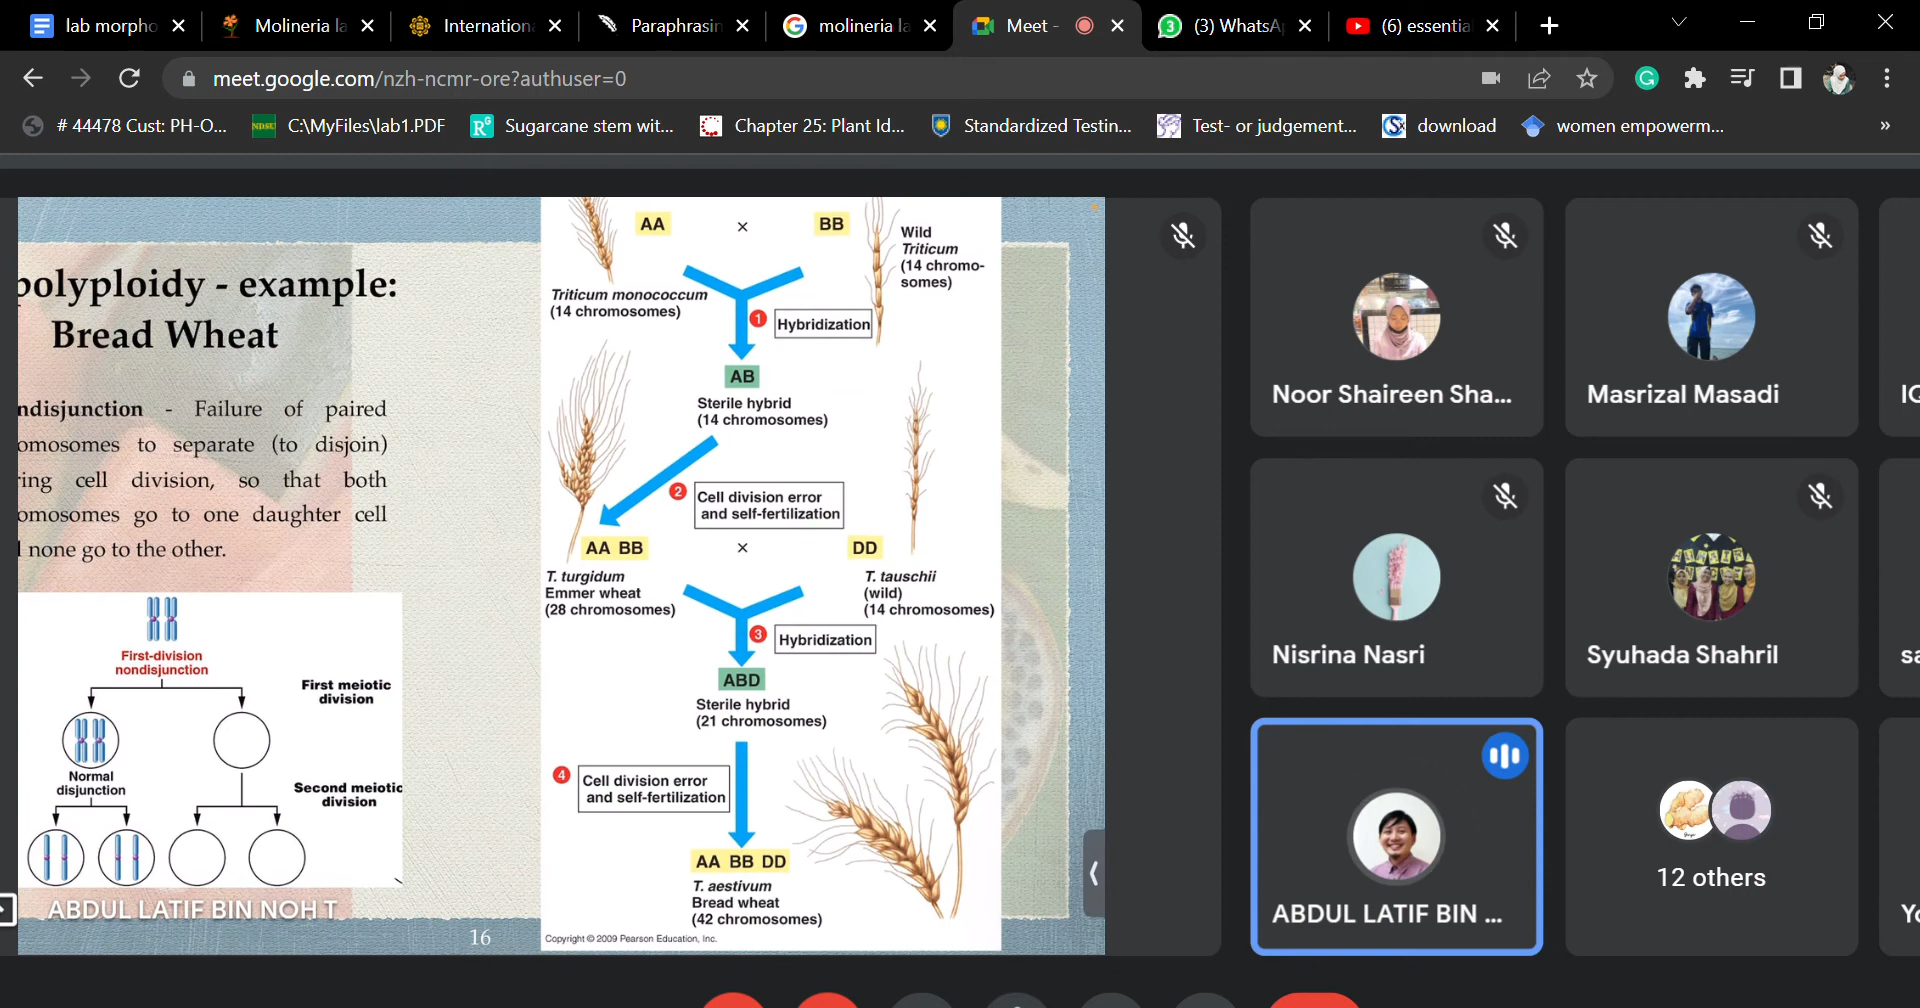 lab morpho
Molineria la
Internationa
Paraphrasin
molineria la
Meet -
(3) WhatsA
(6) essentia
meet.google.com/nzh-ncmr-ore?authuser=0
# 44478 Cust: PH-O...
C:\MyFiles\lab1.PDF
Sugarcane stem wit...
Chapter 25: Plant Id...
Standardized Testin...
Test- or judgement...
download
women empowerm...
»
polyploidy - example:
Bread Wheat
ndisjunction - Failure of paired
omosomes to separate (to disjoin)
ring cell division, so that both
omosomes go to one daughter cell
none go to the other.
First-division
nondisjunction
First meiotic
division
Normal
disjunction
Second meiotic
division
ABDUL LATIF BIN NOH T
16
AA
×
BB
Wild
Triticum
(14 chromo-
somes)
Triticum monococcum
(14 chromosomes)
1
Hybridization
AB
Sterile hybrid
(14 chromosomes)
2
Cell division error
and self-fertilization
AA BB
×
DD
T. turgidum
Emmer wheat
(28 chromosomes)
T. tauschii
(wild)
(14 chromosomes)
3
Hybridization
ABD
Sterile hybrid
(21 chromosomes)
4
Cell division error
and self-fertilization
AA BB DD
T. aestivum
Bread wheat
(42 chromosomes)
Copyright © 2009 Pearson Education, Inc.
Noor Shaireen Sha...
Masrizal Masadi
Nisrina Nasri
Syuhada Shahril
sa
ABDUL LATIF BIN ...
12 others